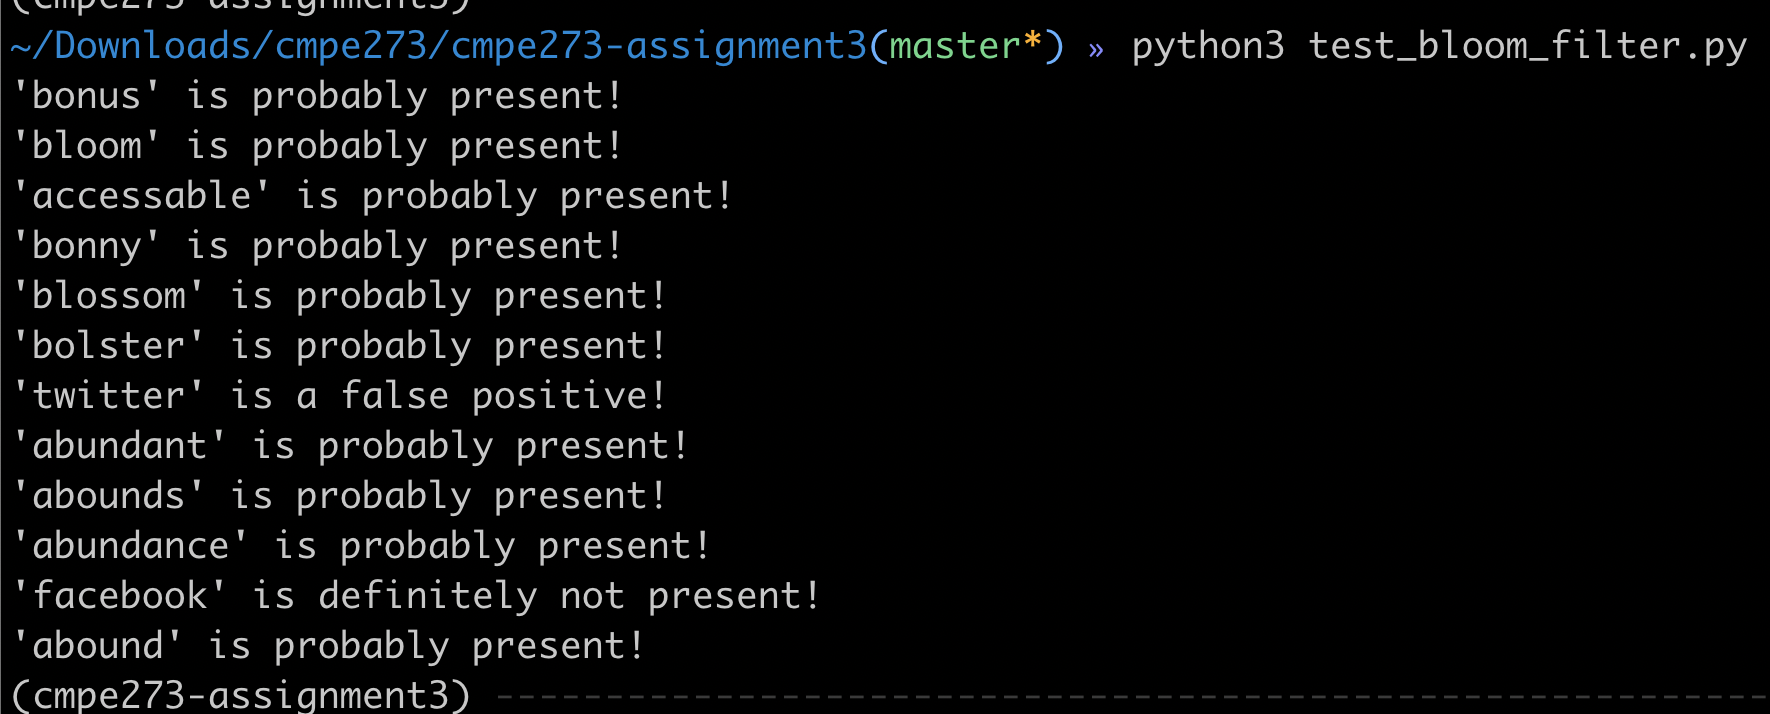 (cmpe273-assignment3)
~/Downloads/cmpe273/cmpe273-assignment3(master*) » python3 test_bloom_filter.py
'bonus' is probably present!
'bloom' is probably present!
'accessable' is probably present!
'bonny' is probably present!
'blossom' is probably present!
'bolster' is probably present!
'twitter' is a false positive!
'abundant' is probably present!
'abounds' is probably present!
'abundance' is probably present!
'facebook' is definitely not present!
'abound' is probably present!
(cmpe273-assignment3) ----------------------------------------------------------